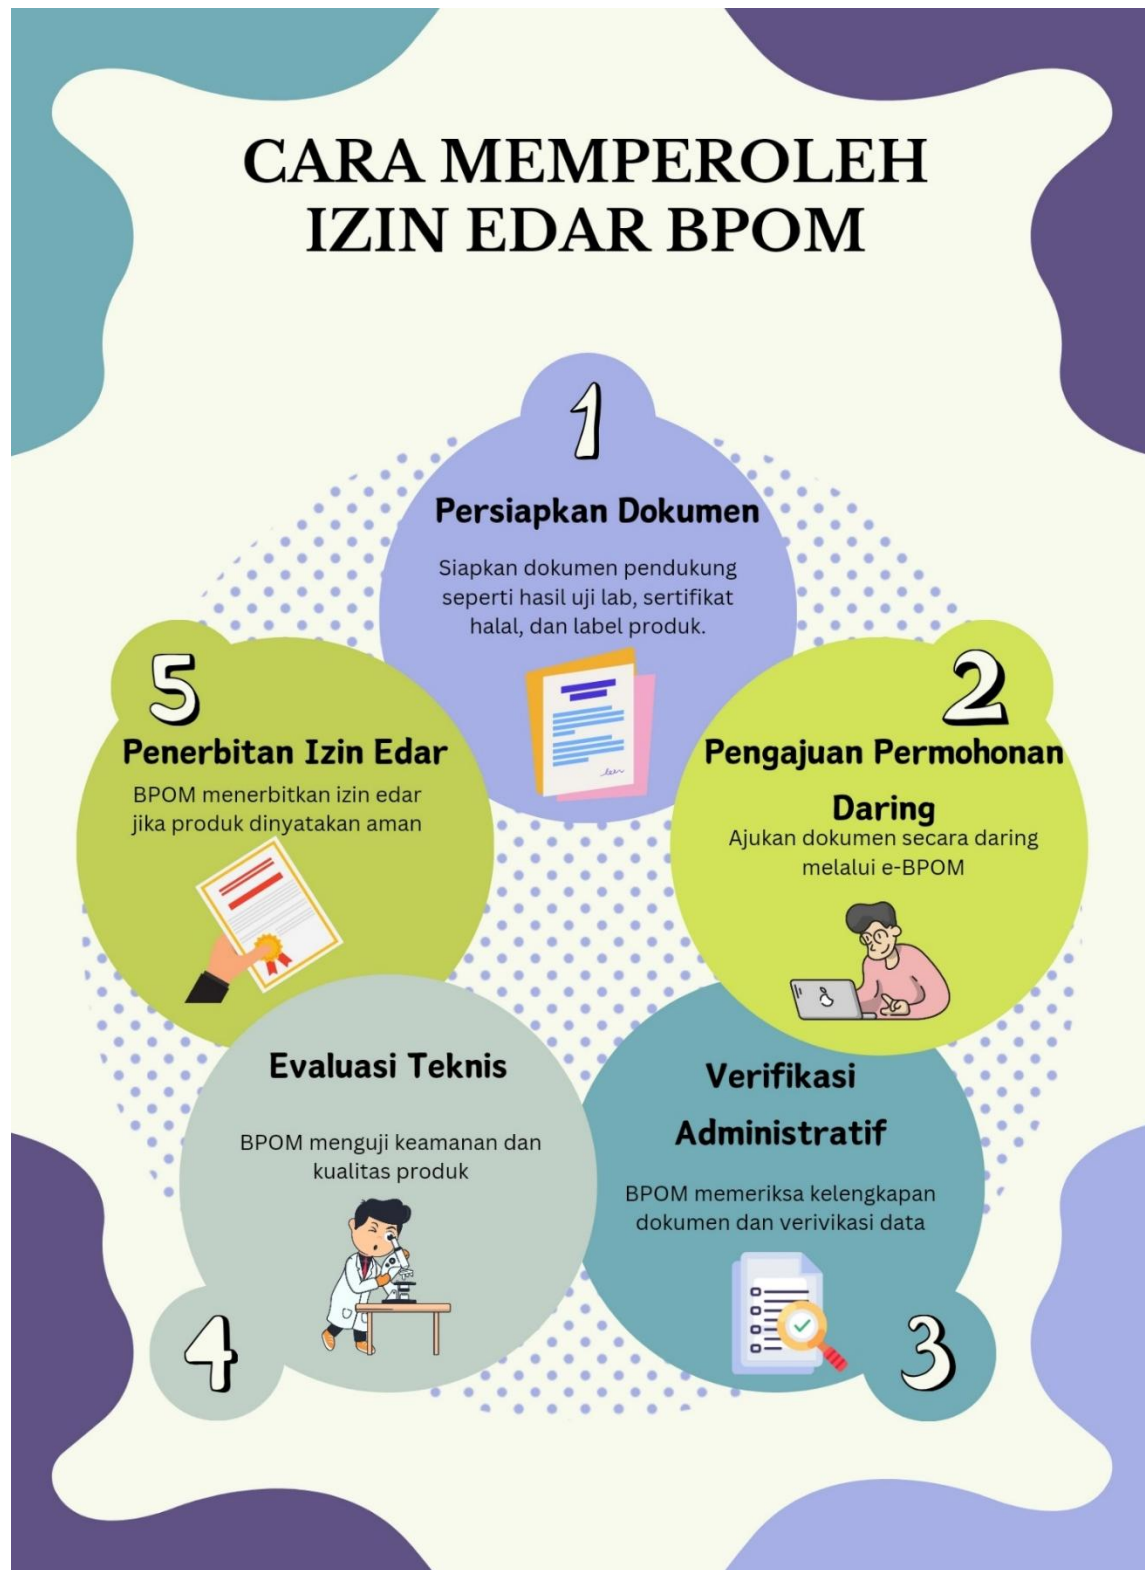 CARA MEMPEROLEH
IZIN EDAR BPOM
1
Persiapkan Dokumen
Siapkan dokumen pendukung
seperti hasil uji lab, sertifikat
halal, dan label produk.
2
Pengajuan Permohonan
Daring
Ajukan dokumen secara daring
melalui e-BPOM
3
Verifikasi
Administratif
BPOM memeriksa kelengkapan
dokumen dan verivikasi data
4
Evaluasi Teknis
BPOM menguji keamanan dan
kualitas produk
5
Penerbitan Izin Edar
BPOM menerbitkan izin edar
jika produk dinyatakan aman